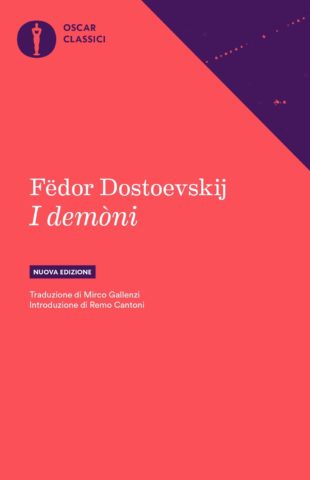 OSCAR
CLASSICI
Fëdor Dostoevskij
I demòni
NUOVA EDIZIONE
Traduzione di Mirco Gallenzi
Introduzione di Remo Cantoni